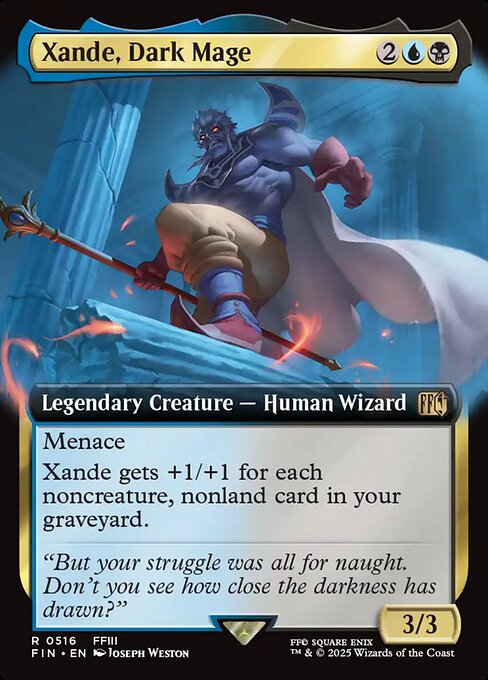 Xande, Dark Mage 2
Legendary Creature — Human Wizard
Menace
Xande gets +1/+1 for each
noncreature, nonland card in your
graveyard.
“But your struggle was all for naught.
Don’t you see how close the darkness has
drawn?”
3/3
R 0516 FFIII
FIN • EN Joseph Weston
FF© SQUARE ENIX
™ & © 2025 Wizards of the Coast